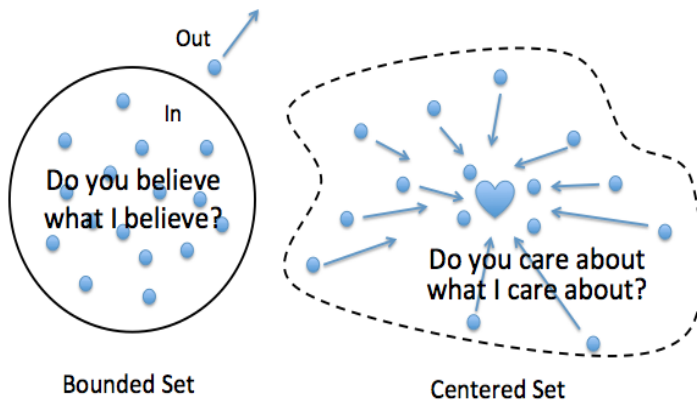 Out
In
Do you believe
what I believe?
Bounded Set
Do you care about
what I care about?
Centered Set